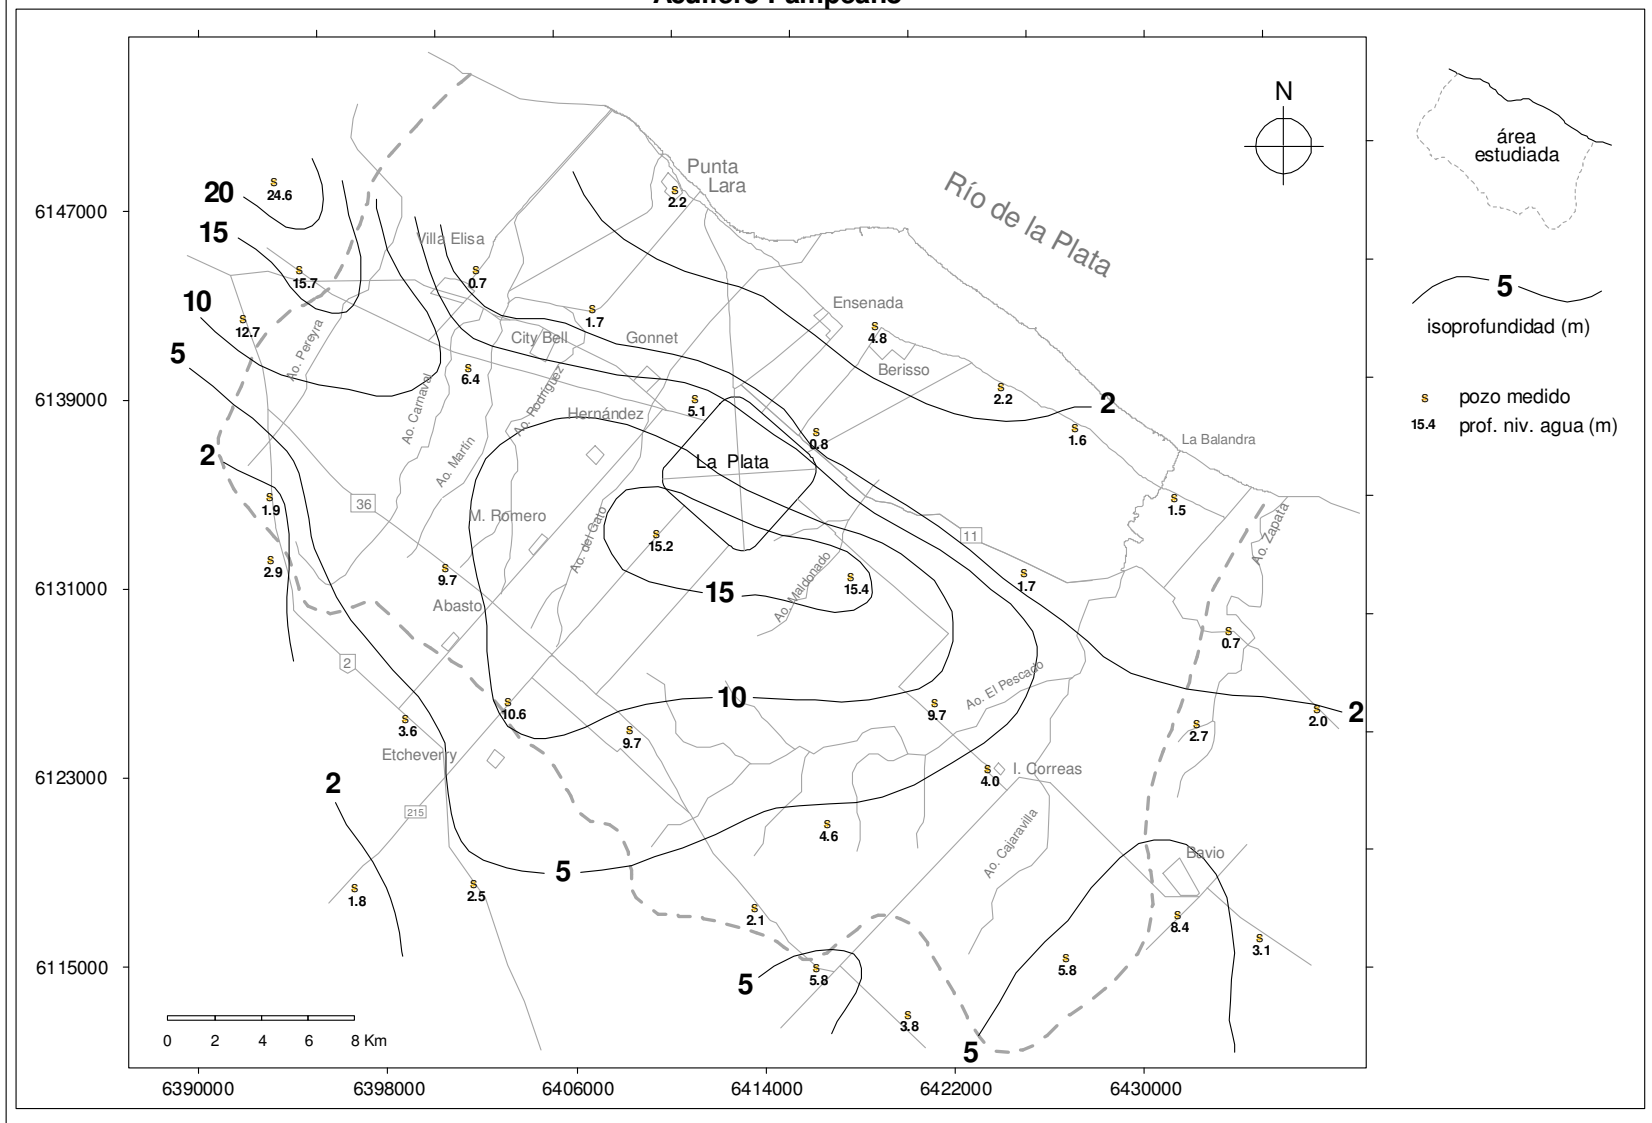 Acuífero Pampeano
N
área
estudiada
Punta
Lara
Río de la Plata
20
24.6
2.2
6147000
15
Villa Elisa
15.7
0.7
5
isoprofundidad (m)
10
12.7
1.7
Ensenada
Ao. Pereyra
City Bell
Gonnet
4.8
Berisso
5
6.4
Ao. Carnaval
Ao. Rodríguez
2.2
s pozo medido
6139000
5.1
Hernández
2
1.6
15.4 prof. niv. agua (m)
0.8
La Balandra
2
Ao. Martín
La Plata
1.9
36
M. Romero
Ao. del Gato
1.5
Ao. Zapata
15.2
11
2.9
9.7
6131000
15
15.4
Ao. Maldonado
1.7
Abasto
0.7
2
10
Ao. El Pescado
10.6
9.7
2.0
2
3.6
9.7
2.7
Etcheverry
6123000
2
4.0
I. Correas
215
4.6
Ao. Cajaravilla
Bavio
5
1.8
2.5
2.1
8.4
3.1
6115000
5
5.8
5.8
3.8
5
0 2 4 6 8 Km
6390000 6398000 6406000 6414000 6422000 6430000